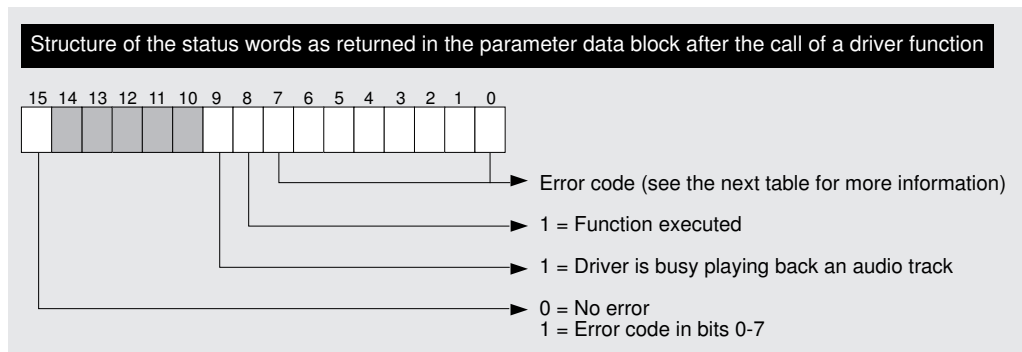 Structure of the status words as returned in the parameter data block after the call of a driver function
15 14 13 12 11 10 9 8 7 6 5 4 3 2 1 0
Error code (see the next table for more information)
1 = Function executed
1 = Driver is busy playing back an audio track
0 = No error
1 = Error code in bits 0-7